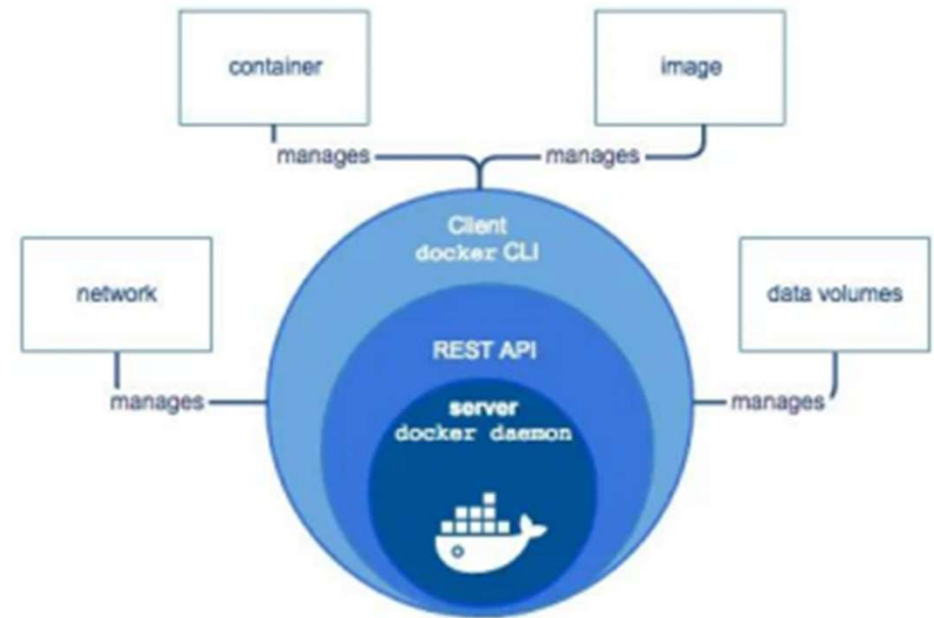 container
image
manages
manages
Client
docker CLI
network
data volumes
REST API
manages
manages
server
docker daemon